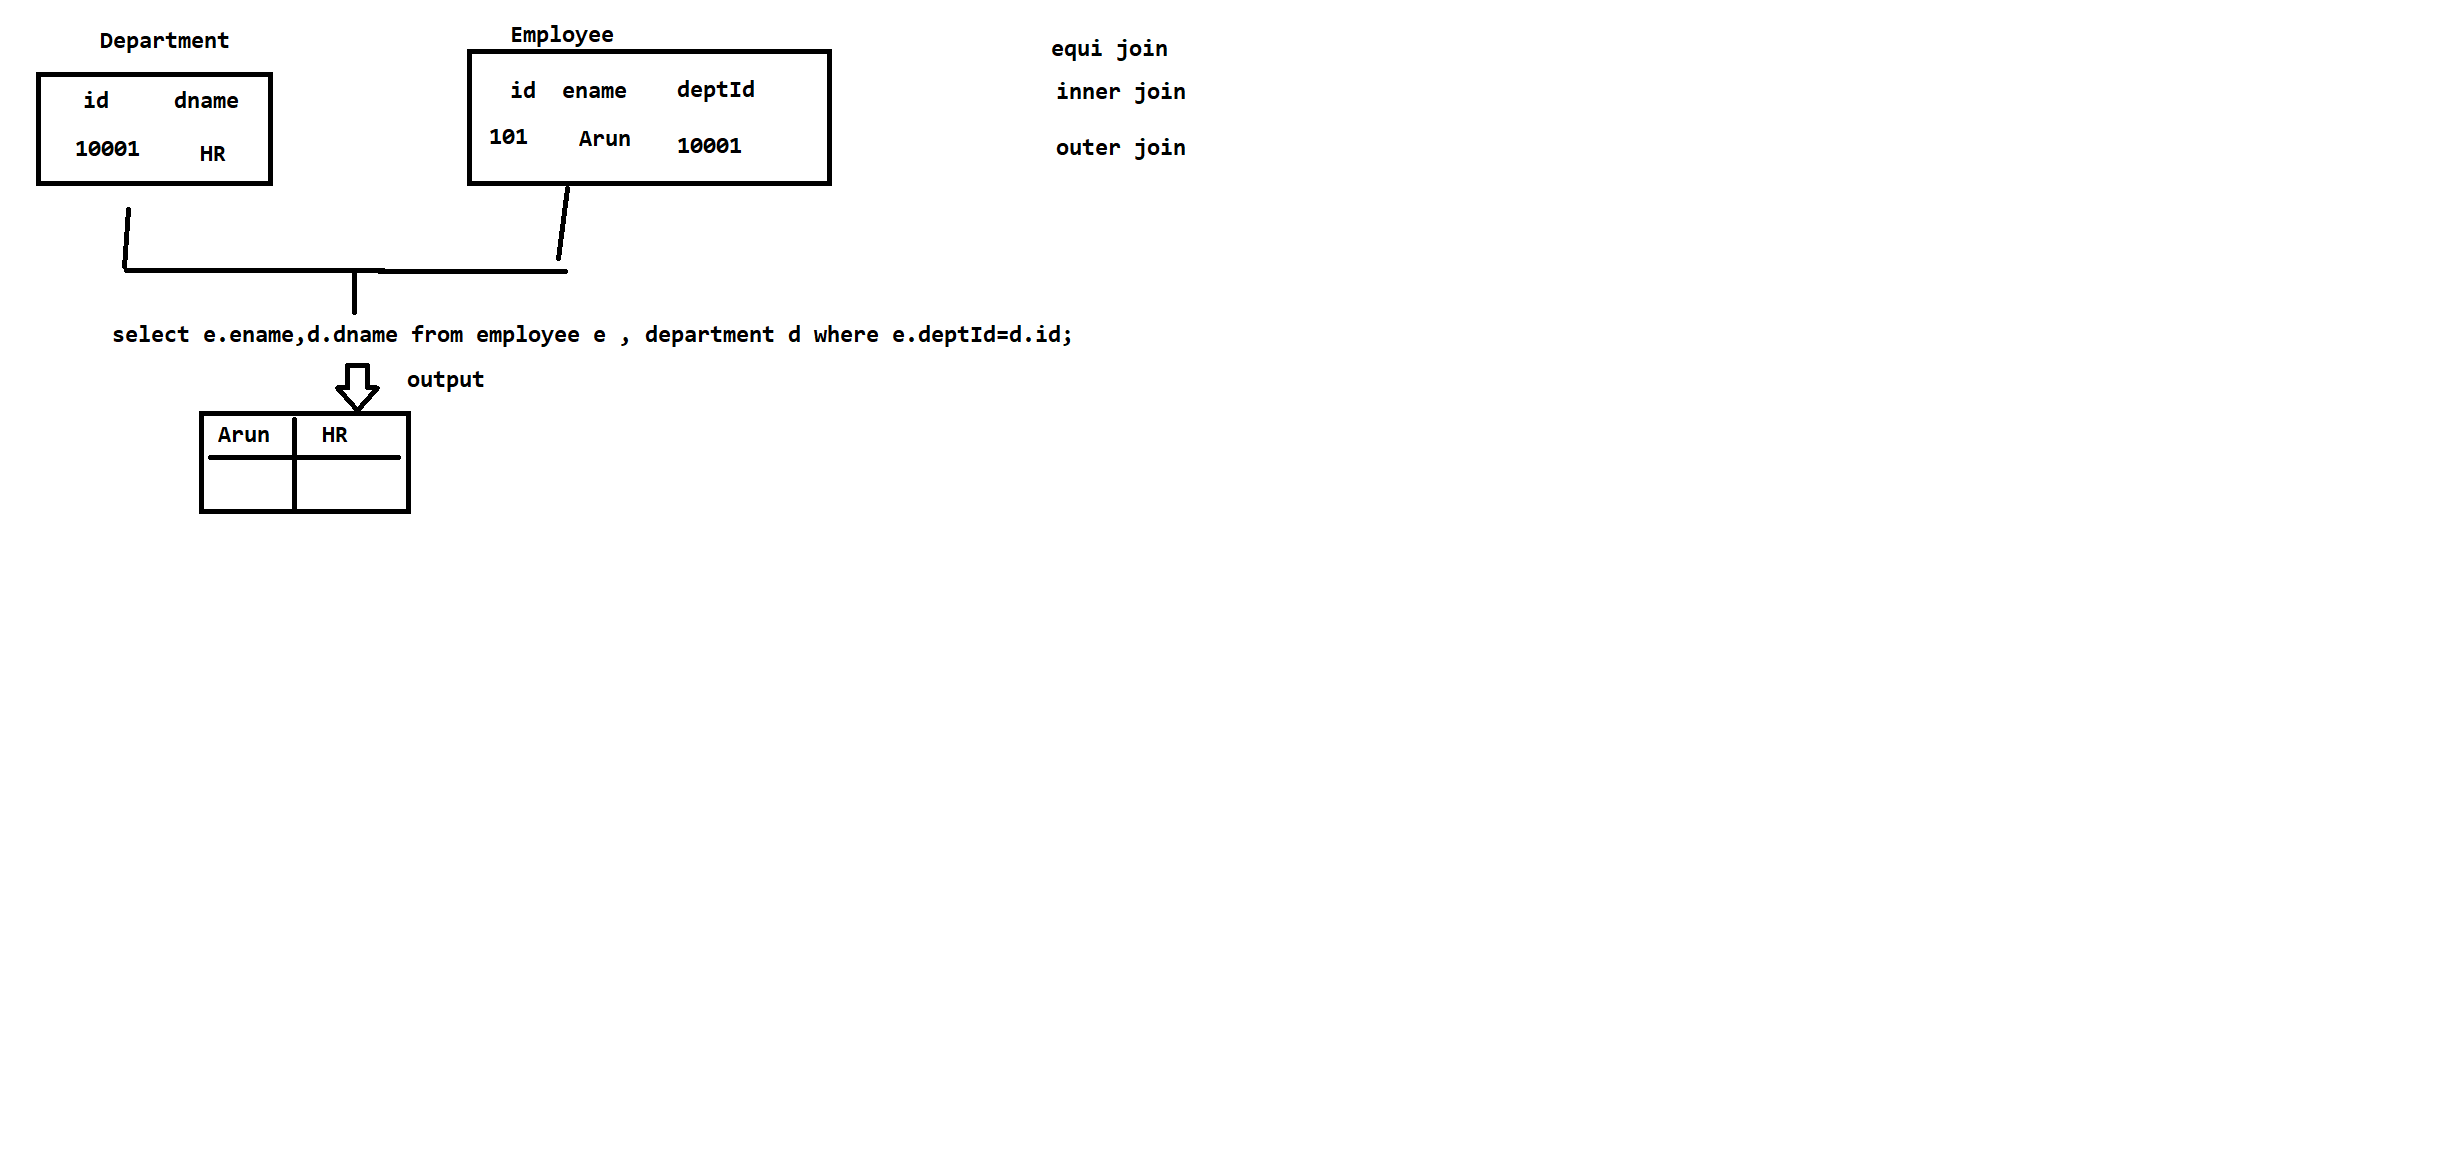 Department
id dname
10001 HR
Employee
id ename deptId
101 Arun 10001
equi join
inner join
outer join
select e.ename,d.dname from employee e , department d where e.deptId=d.id;
output
Arun HR